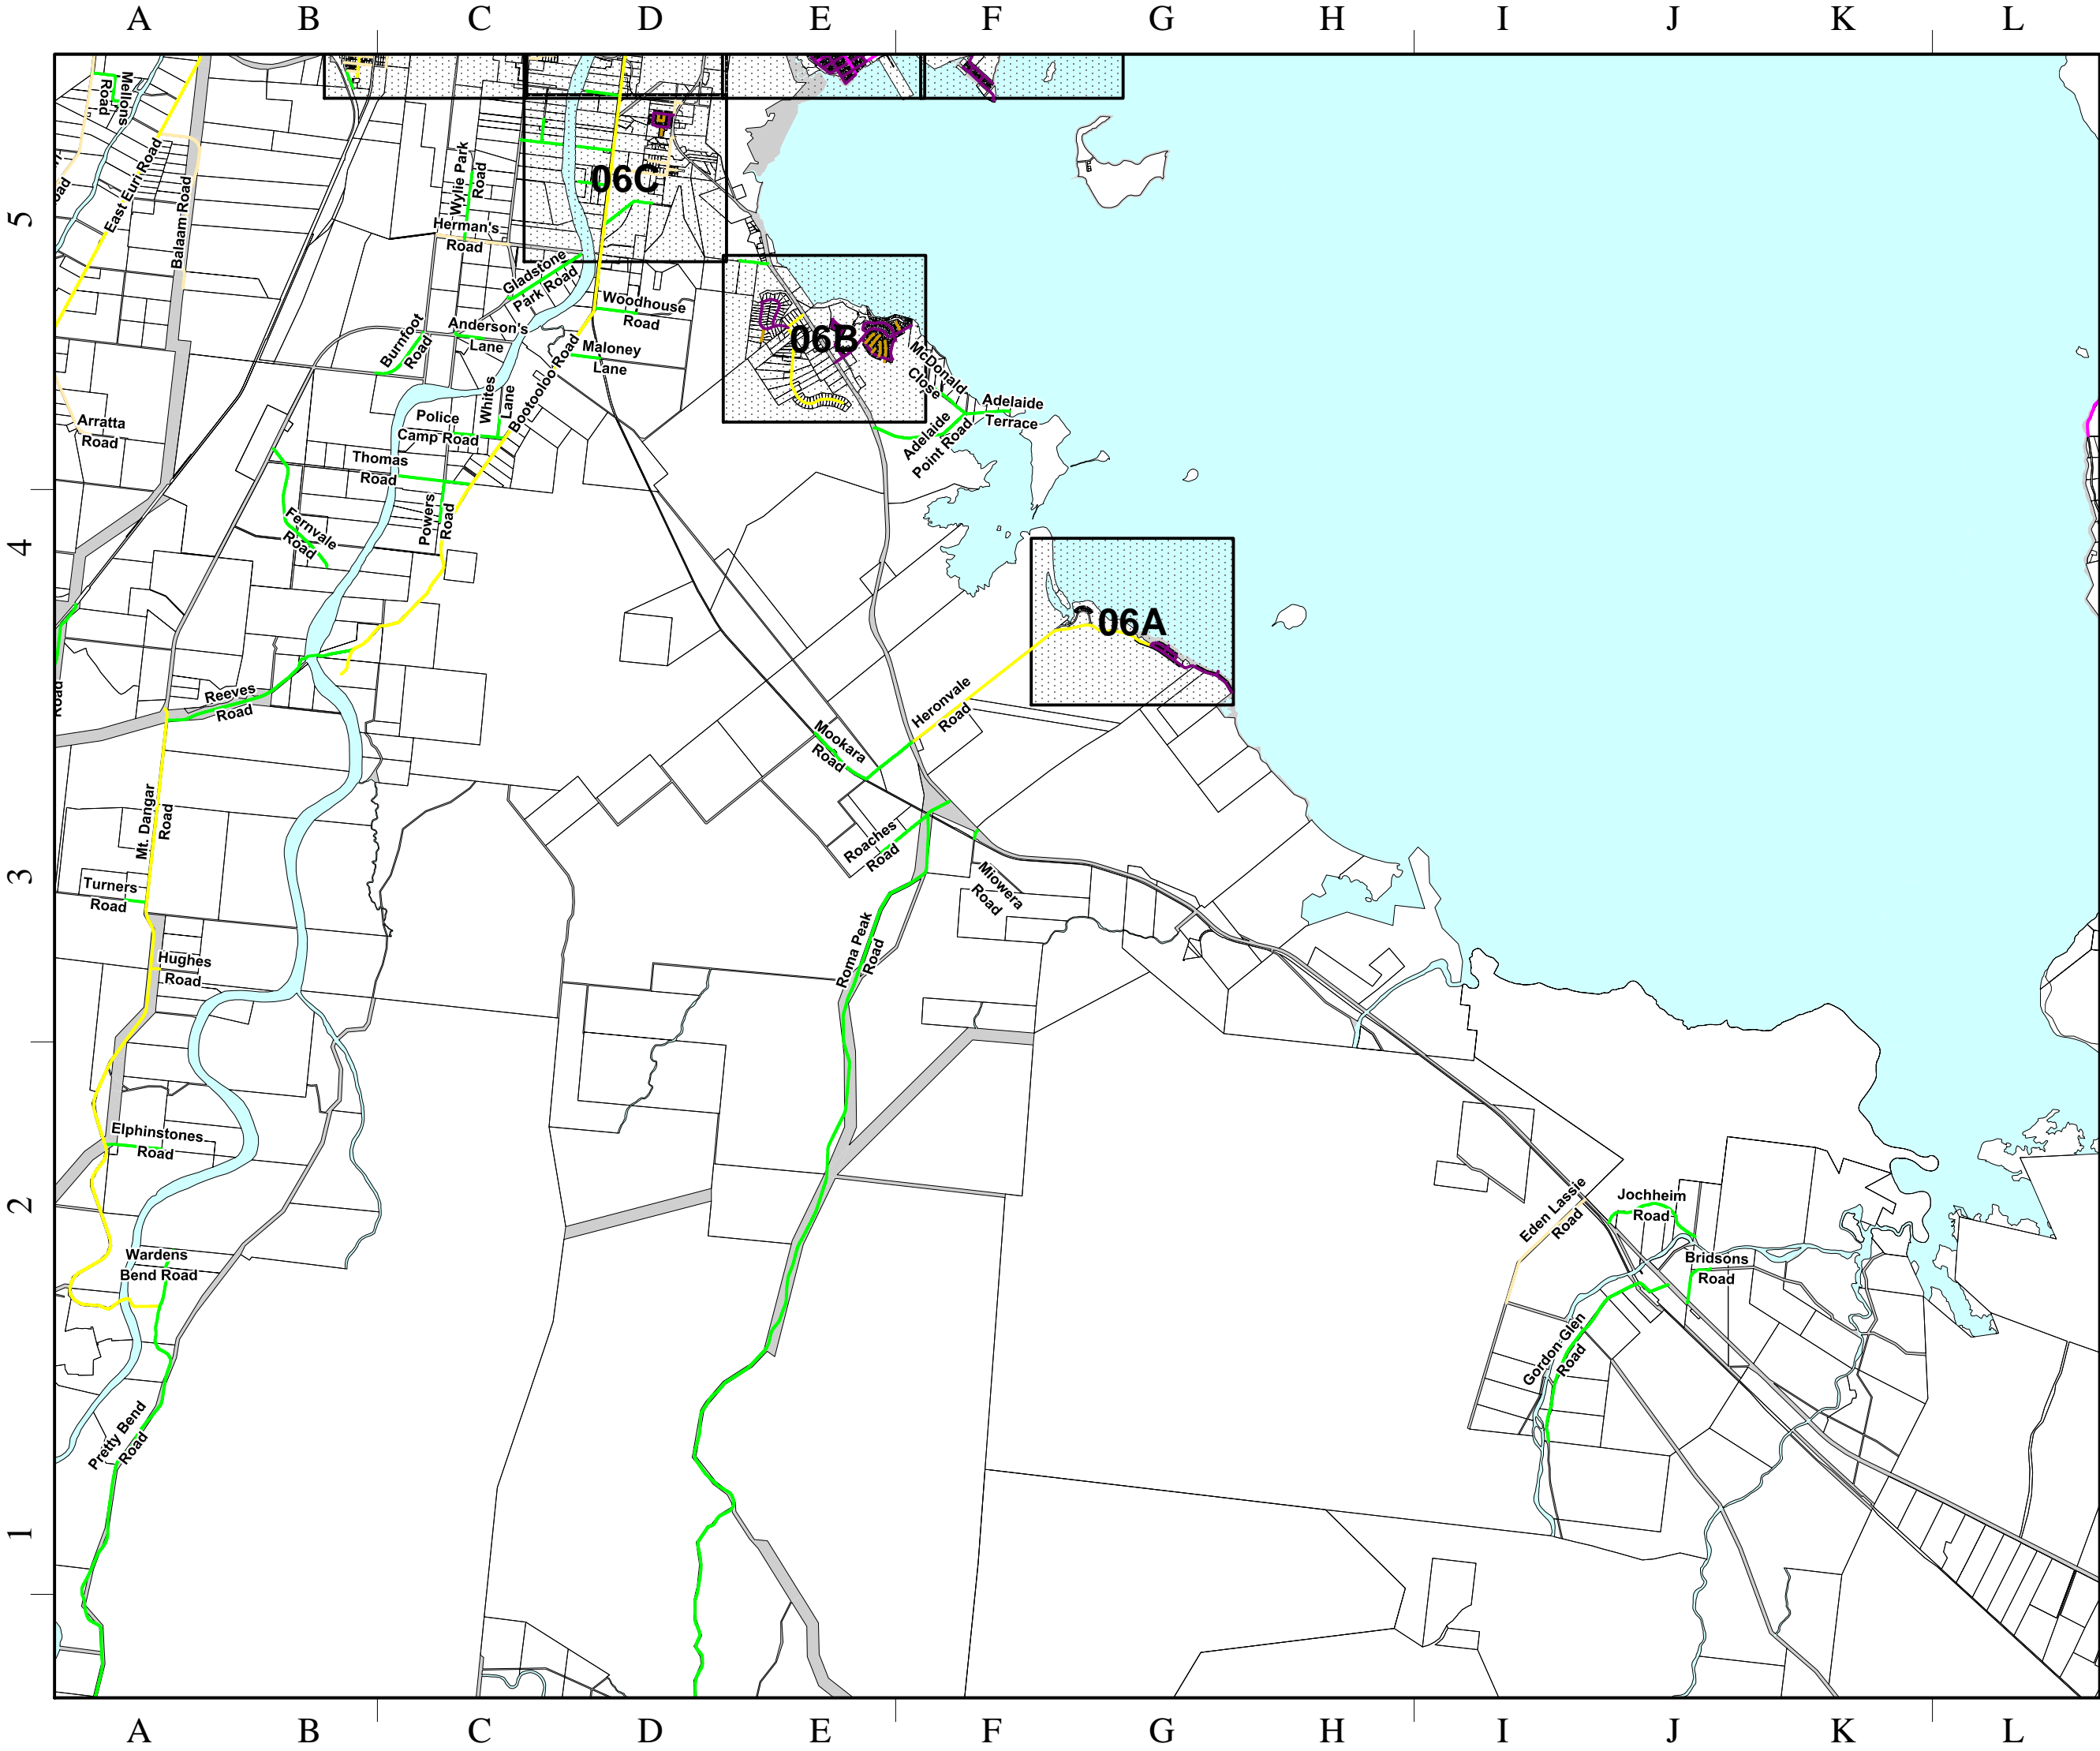 A B C D E F G H I J K L
Mellons
Road
East Euri Road
Balaam Road
oad
Wylie Park
Road
Herman's
Road
06C
5
Gladstone
Park Road
Woodhouse
Road
Burnfoot
Road
Anderson's
Lane
Maloney
Lane
Bootooloo Road
06B
McDonald
Close
Adelaide
Terrace
Adelaide
Point Road
Arratta
Road
Police
Camp Road
Whites
Lane
Thomas
Road
Powers
Road
Fernvale
Road
4
06A
Reeves
Road
Road
Heronvale
Road
Mookara
Road
Mt. Dangar
Road
Roaches
Road
3
Turners
Road
Miowera
Road
Roma Peak
Road
Hughes
Road
Elphinstones
Road
2
Eden Lassie
Road
Jochheim
Road
Bridsons
Road
Wardens
Bend Road
Gordon Glen
Road
Pretty Bend
Road
1
A B C D E F G H I J K L